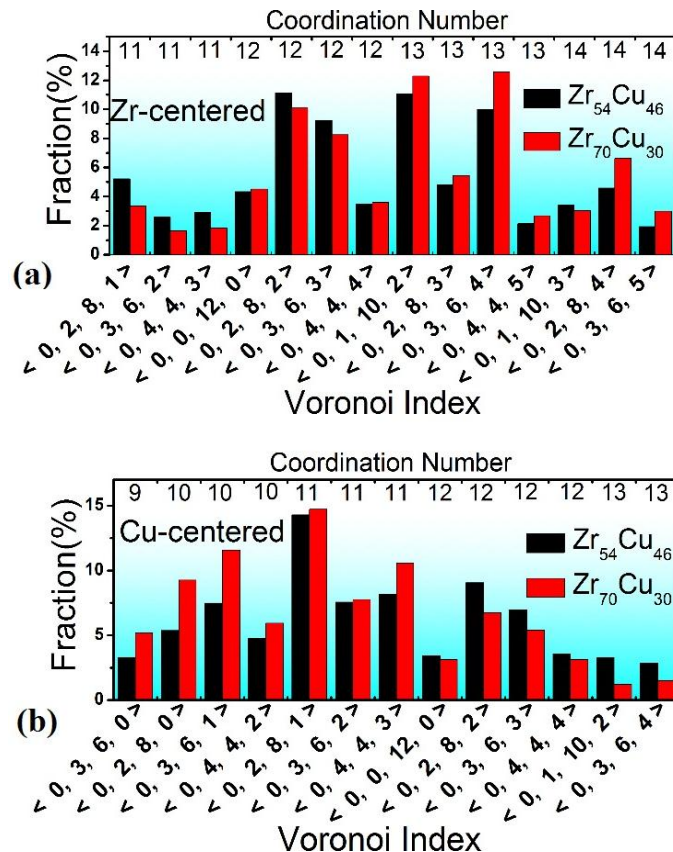 Coordination Number
11 11 11 12 12 12 12 13 13 13 13 14 14 14
14
12
10
8
6
4
2
0
Fraction(%)
Zr-centered
Zr54Cu46
Zr70Cu30
(a)
< 0, 2, 8, 1>
< 0, 3, 6, 2>
< 0, 4, 4, 3>
< 0, 0, 12, 0>
< 0, 2, 8, 2>
< 0, 3, 6, 3>
< 0, 4, 4, 4>
< 0, 1, 10, 2>
< 0, 2, 8, 3>
< 0, 3, 6, 4>
< 0, 4, 4, 5>
< 0, 1, 10, 3>
< 0, 2, 8, 4>
< 0, 3, 6, 5>
Voronoi Index
Coordination Number
9 10 10 10 11 11 11 12 12 12 12 13 13
15
10
5
0
Fraction(%)
Cu-centered
Zr54Cu46
Zr70Cu30
(b)
< 0, 3, 6, 0>
< 0, 2, 8, 0>
< 0, 3, 6, 1>
< 0, 4, 4, 2>
< 0, 2, 8, 1>
< 0, 3, 6, 2>
< 0, 4, 4, 3>
< 0, 0, 12, 0>
< 0, 2, 8, 2>
< 0, 3, 6, 3>
< 0, 4, 4, 4>
< 0, 1, 10, 2>
< 0, 3, 6, 4>
Voronoi Index